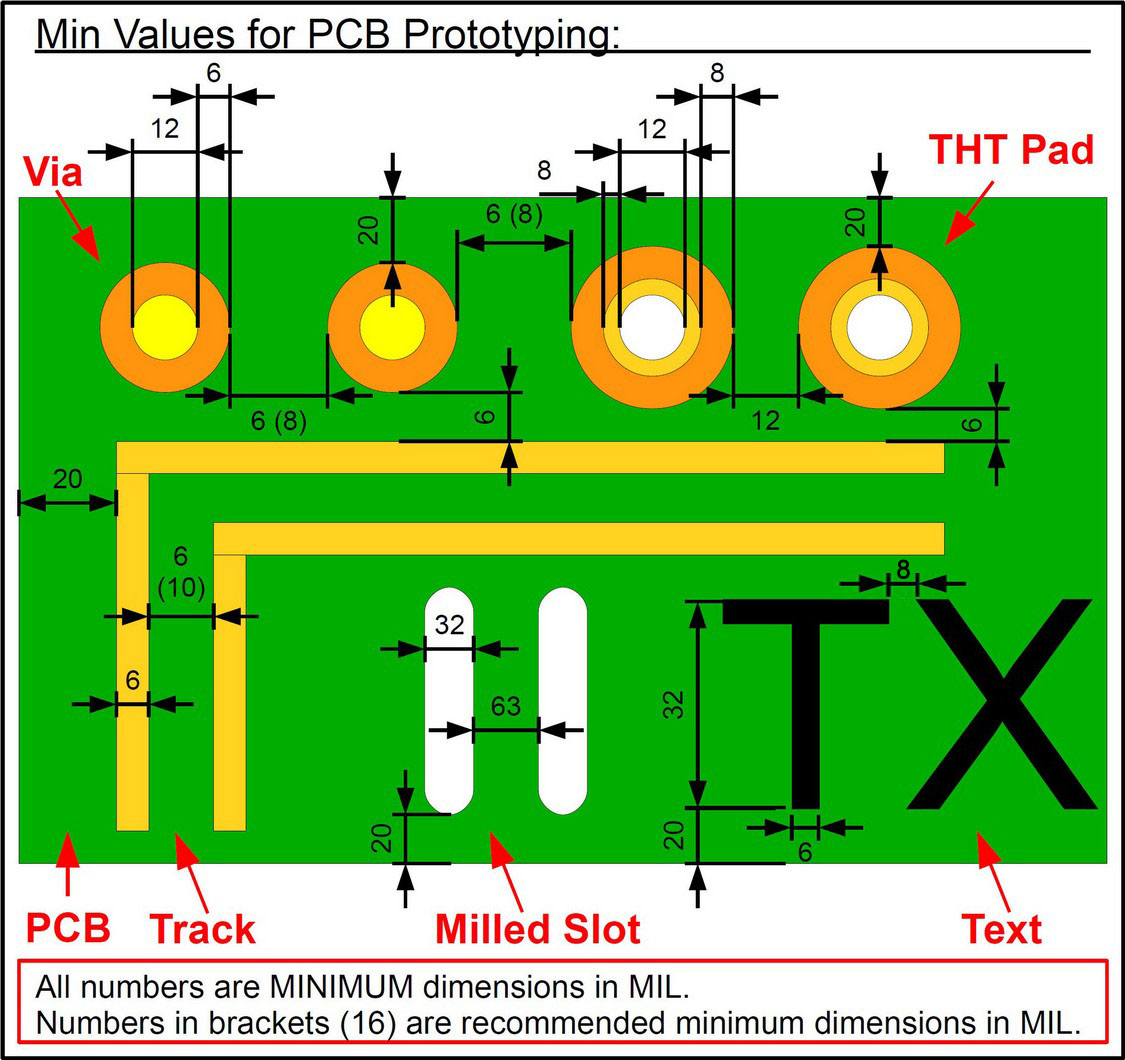 Min Values for PCB Prototyping:
6
8
12
12
THT Pad
Via
8
20
6 (8)
20
6 (8)
6
12
6
20
6
(10)
8
32
6
32
63
20
20
6
PCB
Track
Milled Slot
Text
All numbers are MINIMUM dimensions in MIL.
Numbers in brackets (16) are recommended minimum dimensions in MIL.